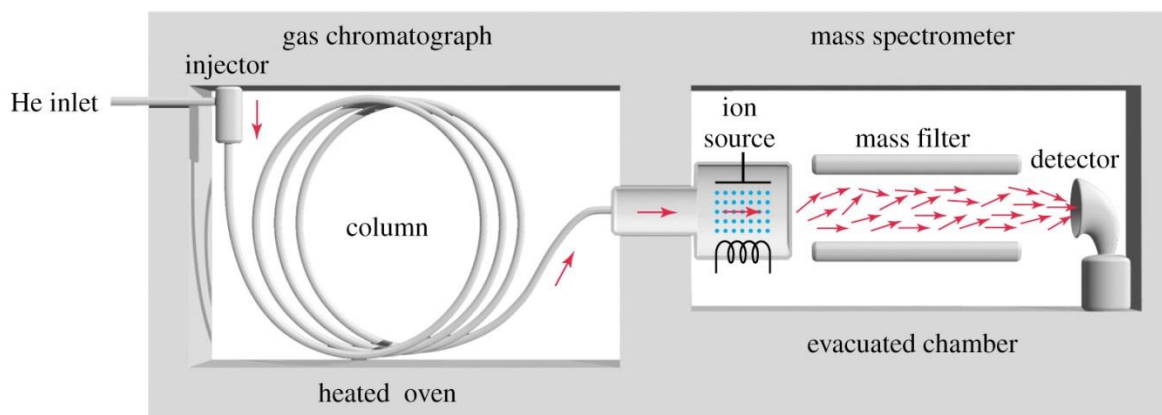 gas chromatograph
mass spectrometer
injector
He inlet
ion
source
mass filter
detector
column
heated oven
evacuated chamber